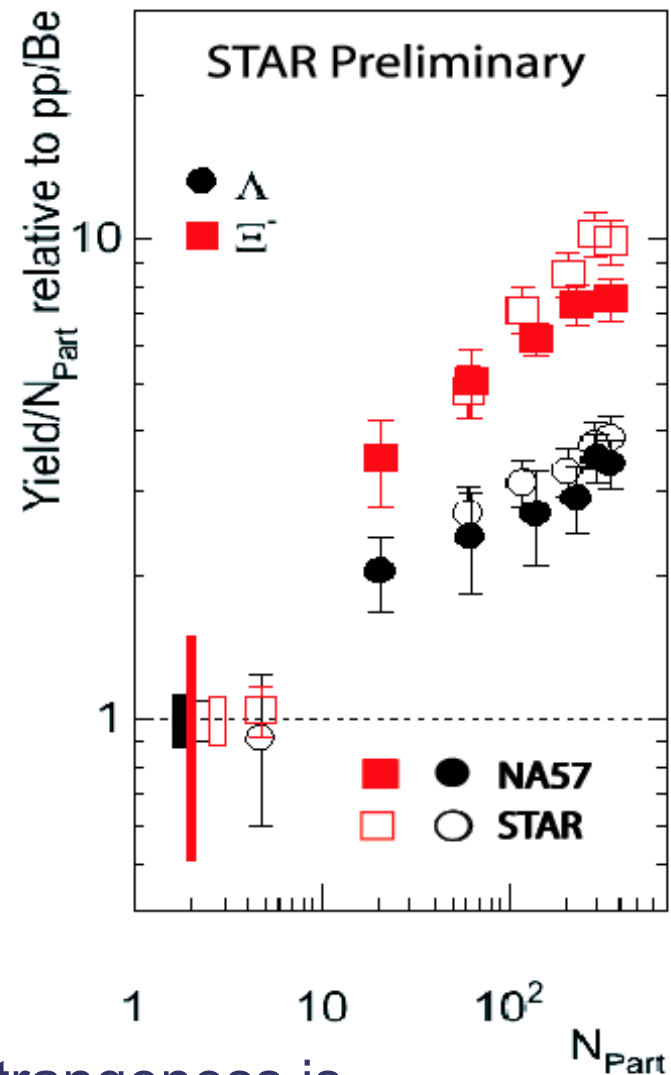 STAR Preliminary
Yield/N_Part relative to pp/Be
Λ
Ξ⁻
10
1
NA57
STAR
1 10 10²
N_Part